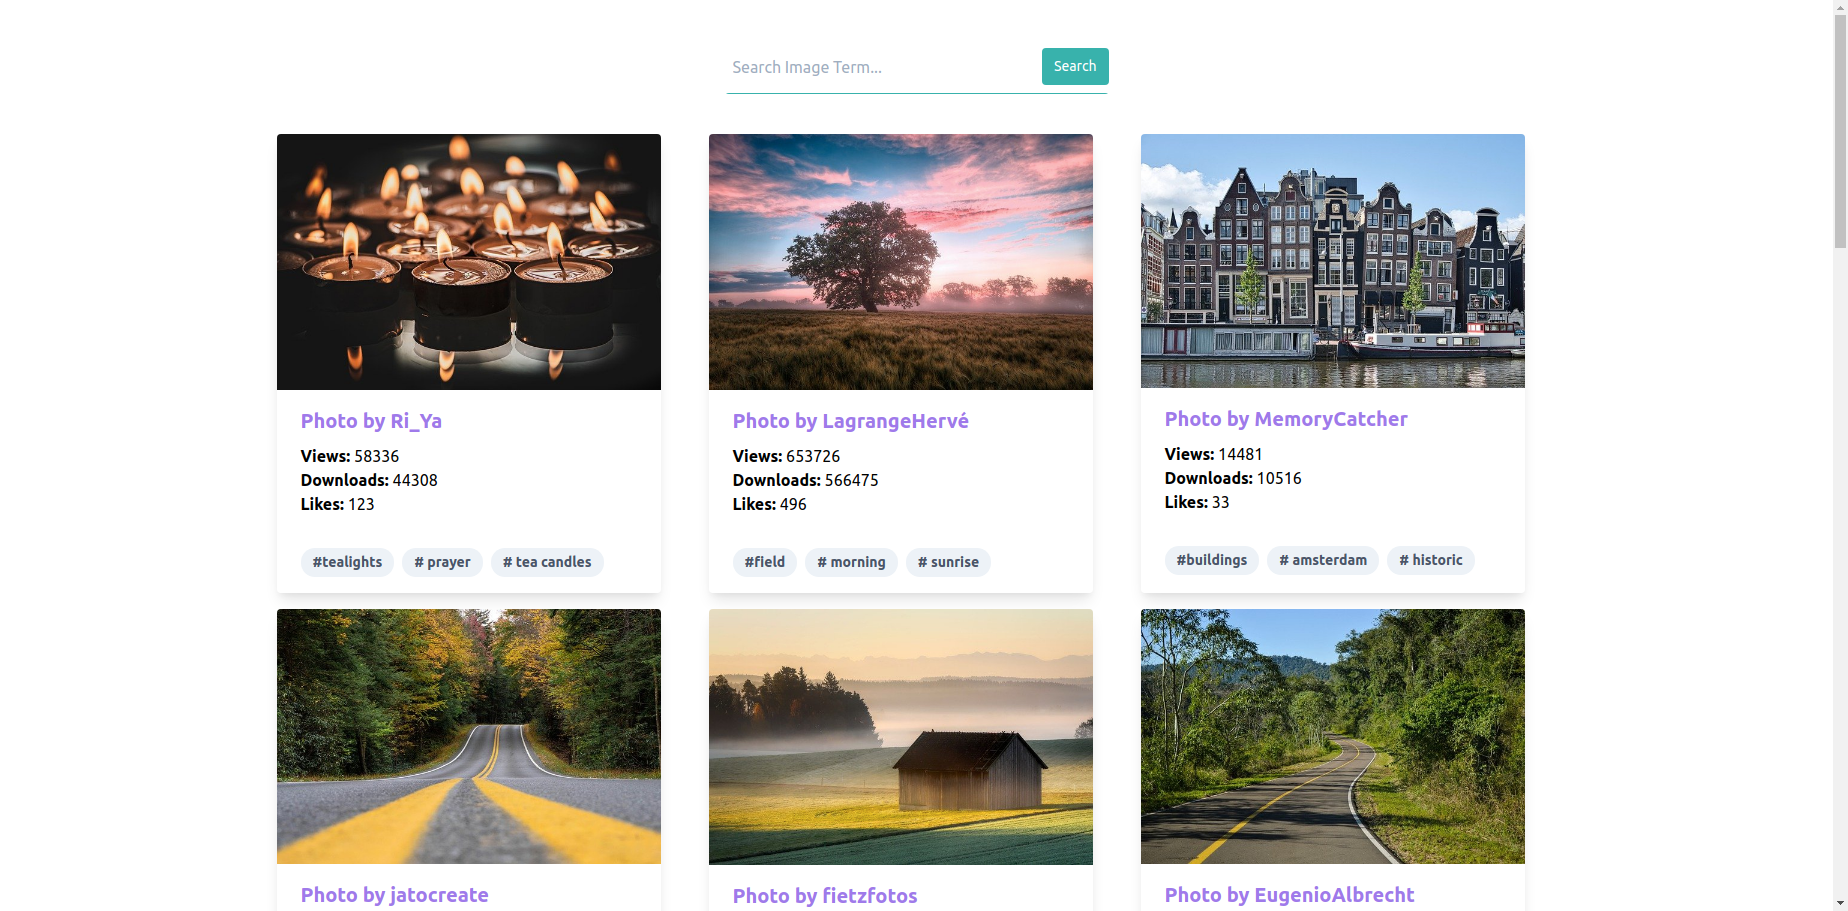 Search Image Term...
Search
Photo by Ri_Ya
Views: 58336
Downloads: 44308
Likes: 123
#tealights # prayer # tea candles
Photo by LagrangeHervé
Views: 653726
Downloads: 566475
Likes: 496
#field # morning # sunrise
Photo by MemoryCatcher
Views: 14481
Downloads: 10516
Likes: 33
#buildings # amsterdam # historic
Photo by jatocreate
Photo by fietzfotos
Photo by EugenioAlbrecht